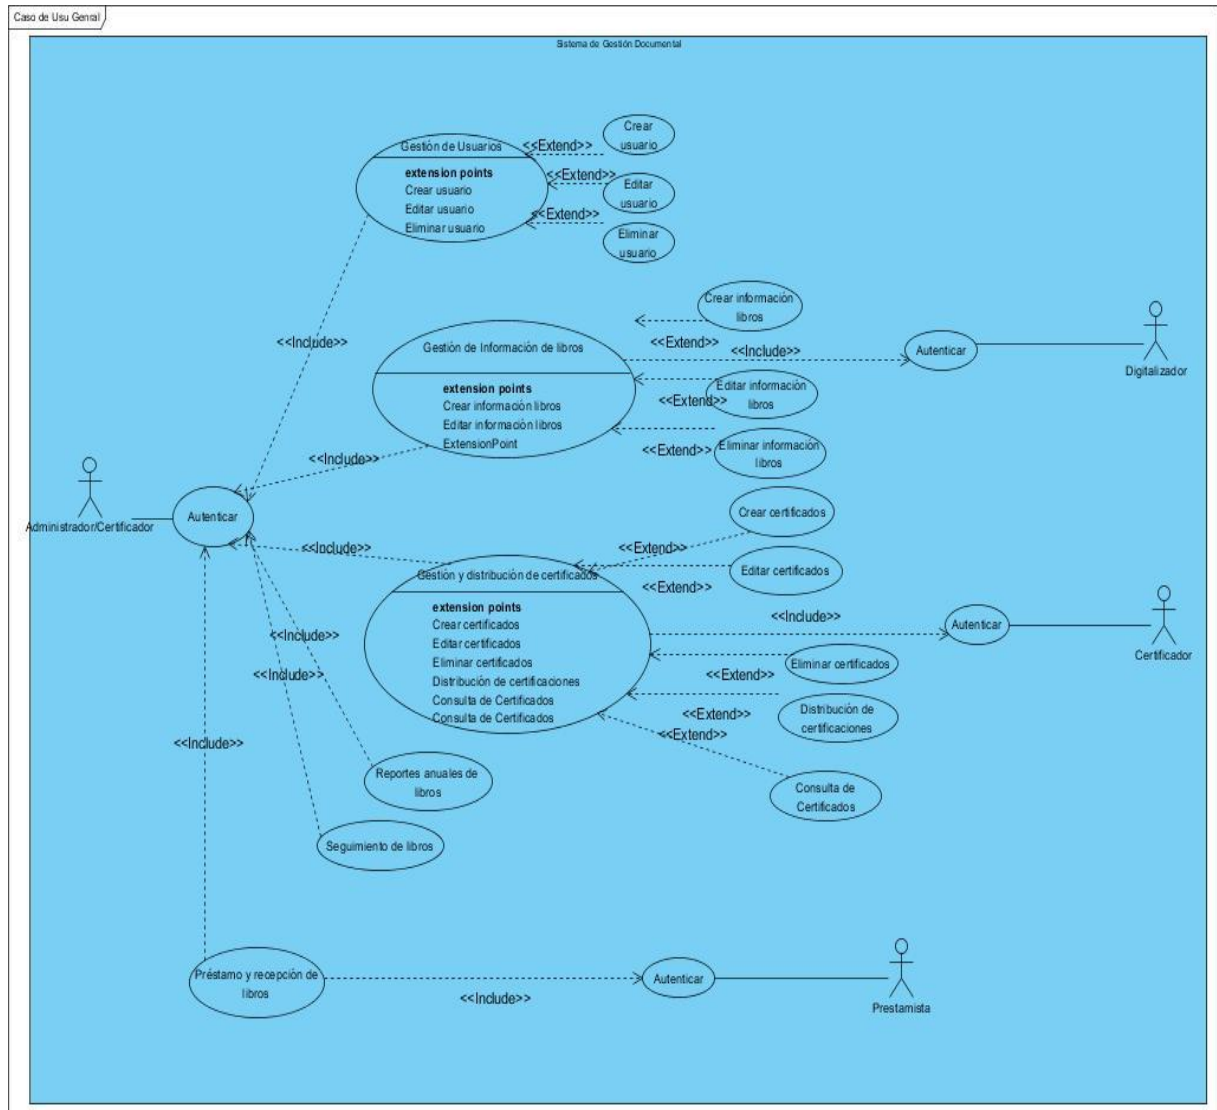 Caso de Usu Genral
Sistema de Gestión Documental
Crear
usuario
<<Extend>>
Gestión de Usuarios
extension points
Crear usuario
Editar usuario
Eliminar usuario
<<Extend>>
Editar
usuario
<<Extend>>
Eliminar
usuario
<<Include>>
Crear información
libros
<<Extend>>
Gestión de Información de libros
extension points
Crear información libros
Editar información libros
ExtensionPoint
<<Include>>
Autenticar
Digitalizador
Editar información
libros
<<Extend>>
Eliminar información
libros
<<Extend>>
<<Include>>
Administrador/Certificador
Autenticar
Crear certificados
<<Extend>>
<<Include>>
Editar certificados
<<Extend>>
Gestión y distribución de certificados
extension points
Crear certificados
Editar certificados
Eliminar certificados
Distribución de certificaciones
Consulta de Certificados
Consulta de Certificados
<<Include>>
Autenticar
Certificador
Eliminar certificados
<<Extend>>
Distribución de
certificaciones
<<Extend>>
<<Extend>>
Consulta de
Certificados
<<Include>>
<<Include>>
<<Include>>
Reportes anuales de
libros
Seguimiento de libros
Préstamo y recepción de
libros
<<Include>>
Autenticar
Prestamista